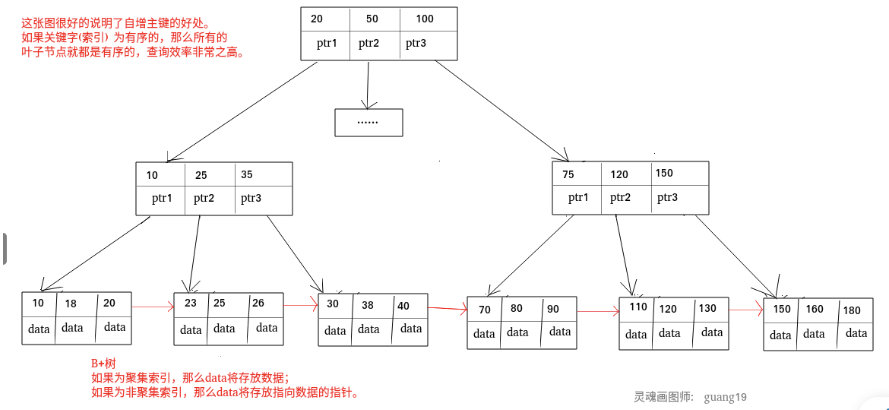 这张图很好的说明了自增主键的好处。
如果关键字(索引) 为有序的，那么所有的
叶子节点就都是有序的，查询效率非常之高。
20 50 100
ptr1 ptr2 ptr3
......
10 25 35
ptr1 ptr2 ptr3
75 120 150
ptr1 ptr2 ptr3
10 18 20
data data data
23 25 26
data data data
30 38 40
data data data
70 80 90
data data data
110 120 130
data data data
150 160 180
data data data
B+树
如果为聚集索引，那么data将存放数据；
如果为非聚集索引，那么data将存放指向数据的指针。
灵魂画图师： guang19